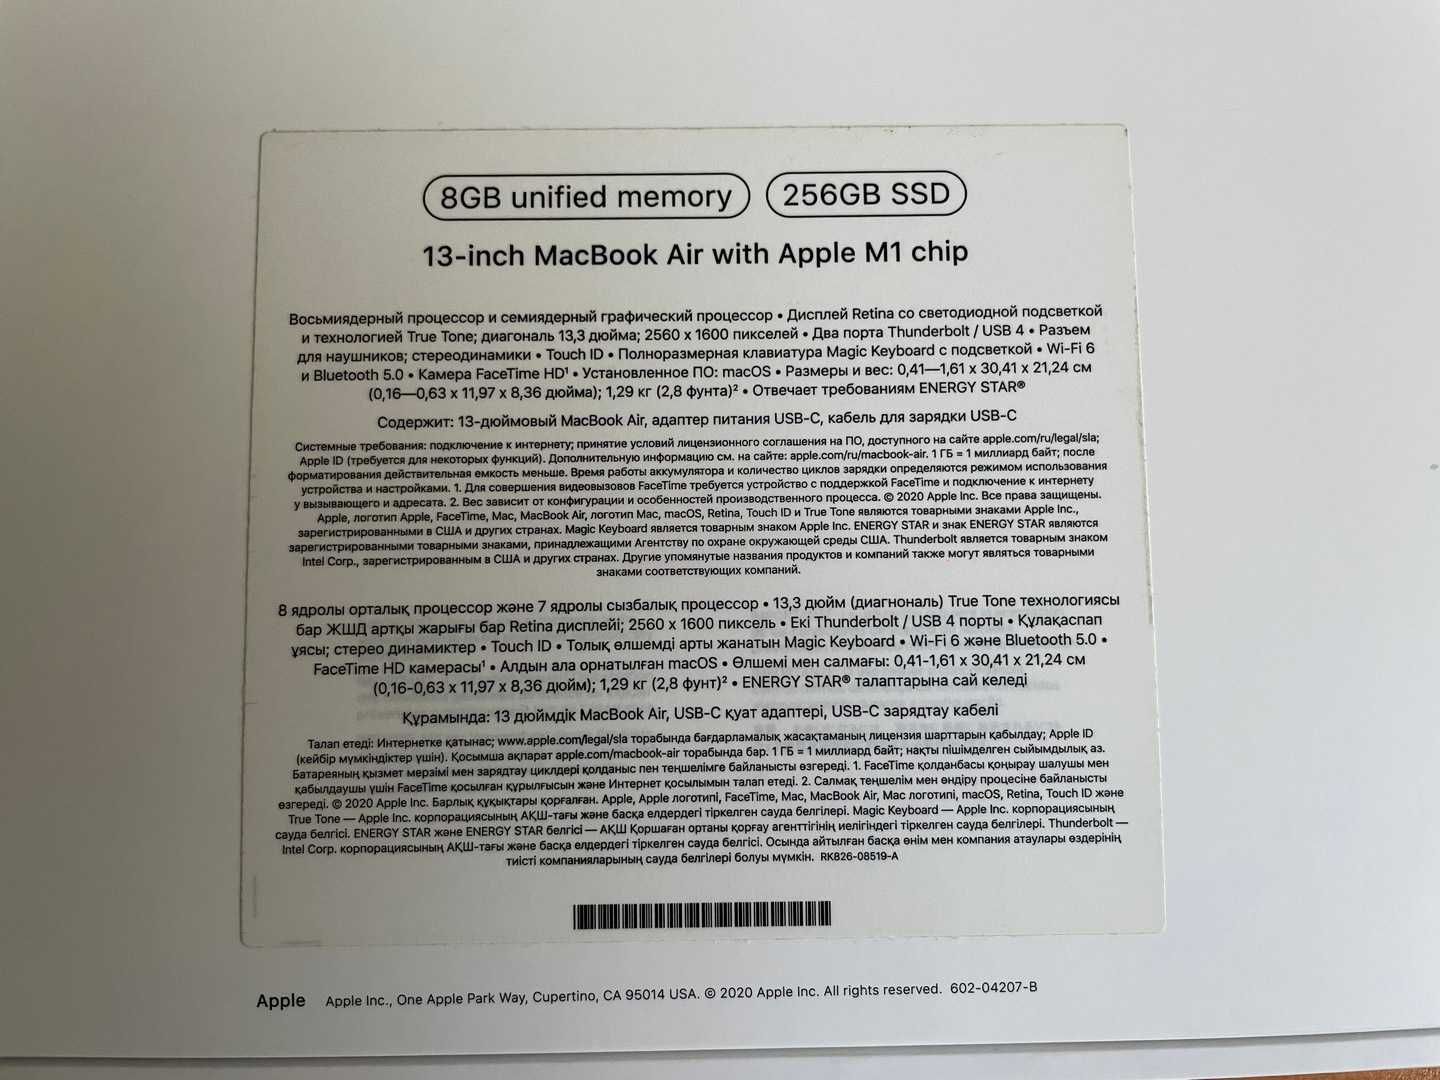 8GB unified memory 256GB SSD
13-inch MacBook Air with Apple M1 chip
Восьмиядерный процессор и семиядерный графический процессор • Дисплей Retina со светодиодной подсветкой
и технологией True Tone; диагональ 13,3 дюйма; 2560 x 1600 пикселей • Два порта Thunderbolt / USB 4 • Разъем
для наушников; стереодинамики • Touch ID • Полноразмерная клавиатура Magic Keyboard с подсветкой • Wi-Fi 6
и Bluetooth 5.0 • Камера FaceTime HD¹ • Установленное ПО: macOS • Размеры и вес: 0,41—1,61 x 30,41 x 21,24 см
(0,16—0,63 x 11,97 x 8,36 дюйма); 1,29 кг (2,8 фунта)² • Отвечает требованиям ENERGY STAR®
Содержит: 13-дюймовый MacBook Air, адаптер питания USB-C, кабель для зарядки USB-C
Системные требования: подключение к интернету; принятие условий лицензионного соглашения на ПО, доступного на сайте apple.com/ru/legal/sla;
Apple ID (требуется для некоторых функций). Дополнительную информацию см. на сайте: apple.com/ru/macbook-air. 1 ГБ = 1 миллиард байт; после
форматирования действительная емкость меньше. Время работы аккумулятора и количество циклов зарядки определяются режимом использования
устройства и настройками. 1. Для совершения видеовызовов FaceTime требуется устройство с поддержкой FaceTime и подключение к интернету
у вызывающего и адресата. 2. Вес зависит от конфигурации и особенностей производственного процесса. © 2020 Apple Inc. Все права защищены.
Apple, логотип Apple, FaceTime, Mac, MacBook Air, логотип Mac, macOS, Retina, Touch ID и True Tone являются товарными знаками Apple Inc.,
зарегистрированными в США и других странах. Magic Keyboard является товарным знаком Apple Inc. ENERGY STAR и знак ENERGY STAR являются
зарегистрированными товарными знаками, принадлежащими Агентству по охране окружающей среды США. Thunderbolt является товарным знаком
Intel Corp., зарегистрированным в США и других странах. Другие упомянутые названия продуктов и компаний также могут являться товарными
знаками соответствующих компаний.
8 ядролы орталық процессор және 7 ядролы сызбалық процессор • 13,3 дюйм (диагнональ) True Tone технологиясы
бар ЖШД артқы жарығы бар Retina дисплейі; 2560 x 1600 пиксель • Екі Thunderbolt / USB 4 порты • Құлақаспап
ұясы; стерео динамиктер • Touch ID • Толық өлшемді арты жанатын Magic Keyboard • Wi-Fi 6 және Bluetooth 5.0 •
FaceTime HD камерасы¹ • Алдын ала орнатылған macOS • Өлшемі мен салмағы: 0,41-1,61 x 30,41 x 21,24 см
(0,16-0,63 x 11,97 x 8,36 дюйм); 1,29 кг (2,8 фунт)² • ENERGY STAR® талаптарына сай келеді
Құрамында: 13 дюймдік MacBook Air, USB-C қуат адаптері, USB-C зарядтау кабелі
Талап етеді: Интернетке қатынас; www.apple.com/legal/sla торабында бағдарламалық жасақтаманың лицензия шарттарын қабылдау; Apple ID
(кейбір мүмкіндіктер үшін). Қосымша ақпарат apple.com/macbook-air торабында бар. 1 ГБ = 1 миллиард байт; нақты пішімделген сыйымдылық аз.
Батареяның қызмет мерзімі мен зарядтау циклдері қолданыс пен теңшелімге байланысты өзгереді. 1. FaceTime қолданбасы қоңырау шалушы мен
қабылдаушы үшін FaceTime қосылған құрылғысын және Интернет қосылымын талап етеді. 2. Салмақ теңшелім мен өндіру процесіне байланысты
өзгереді. © 2020 Apple Inc. Барлық құқықтары қорғалған. Apple, Apple логотипі, FaceTime, Mac, MacBook Air, Mac логотипі, macOS, Retina, Touch ID және
True Tone — Apple Inc. корпорациясының АҚШ-тағы және басқа елдердегі тіркелген сауда белгілері. Magic Keyboard — Apple Inc. корпорациясының
сауда белгісі. ENERGY STAR және ENERGY STAR белгісі — АҚШ Қоршаған ортаны қорғау агенттігінің иелігіндегі тіркелген сауда белгілері. Thunderbolt —
Intel Corp. корпорациясының АҚШ-тағы және басқа елдердегі тіркелген сауда белгісі. Осында айтылған басқа өнім мен компания атаулары өздерінің
тиісті компанияларының сауда белгілері болуы мүмкін. RK826-08519-A
Apple Apple Inc., One Apple Park Way, Cupertino, CA 95014 USA. © 2020 Apple Inc. All rights reserved. 602-04207-B